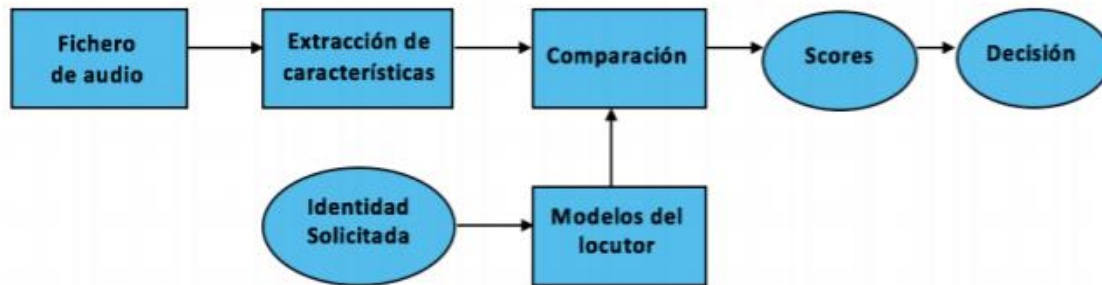 Fichero
de audio
Extracción de
características
Comparación
Scores
Decisión
Identidad
Solicitada
Modelos del
locutor